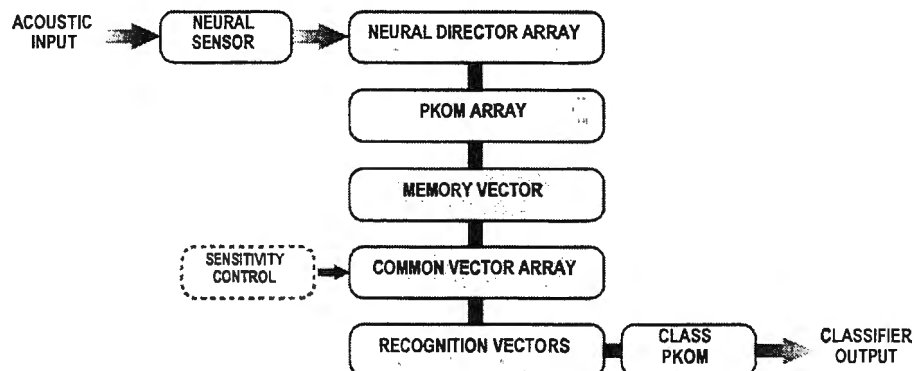 ACOUSTIC
INPUT
NEURAL
SENSOR
NEURAL DIRECTOR ARRAY
PKOM ARRAY
MEMORY VECTOR
SENSITIVITY
CONTROL
COMMON VECTOR ARRAY
RECOGNITION VECTORS
CLASS
PKOM
CLASSIFIER
OUTPUT